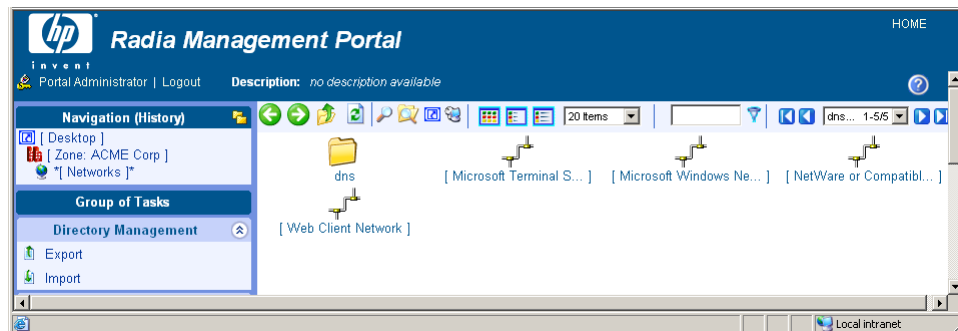 HOME
hp
Radia Management Portal
invent
Portal Administrator | Logout
Description: no description available
Navigation (History)
20 Items
dns... 1-5/5
[ Desktop ]
[ Zone: ACME Corp ]
*[ Networks ]*
dns
[ Microsoft Terminal S... ]
[ Microsoft Windows Ne... ]
[ NetWare or Compatibl... ]
Group of Tasks
[ Web Client Network ]
Directory Management
Export
Import
Local intranet